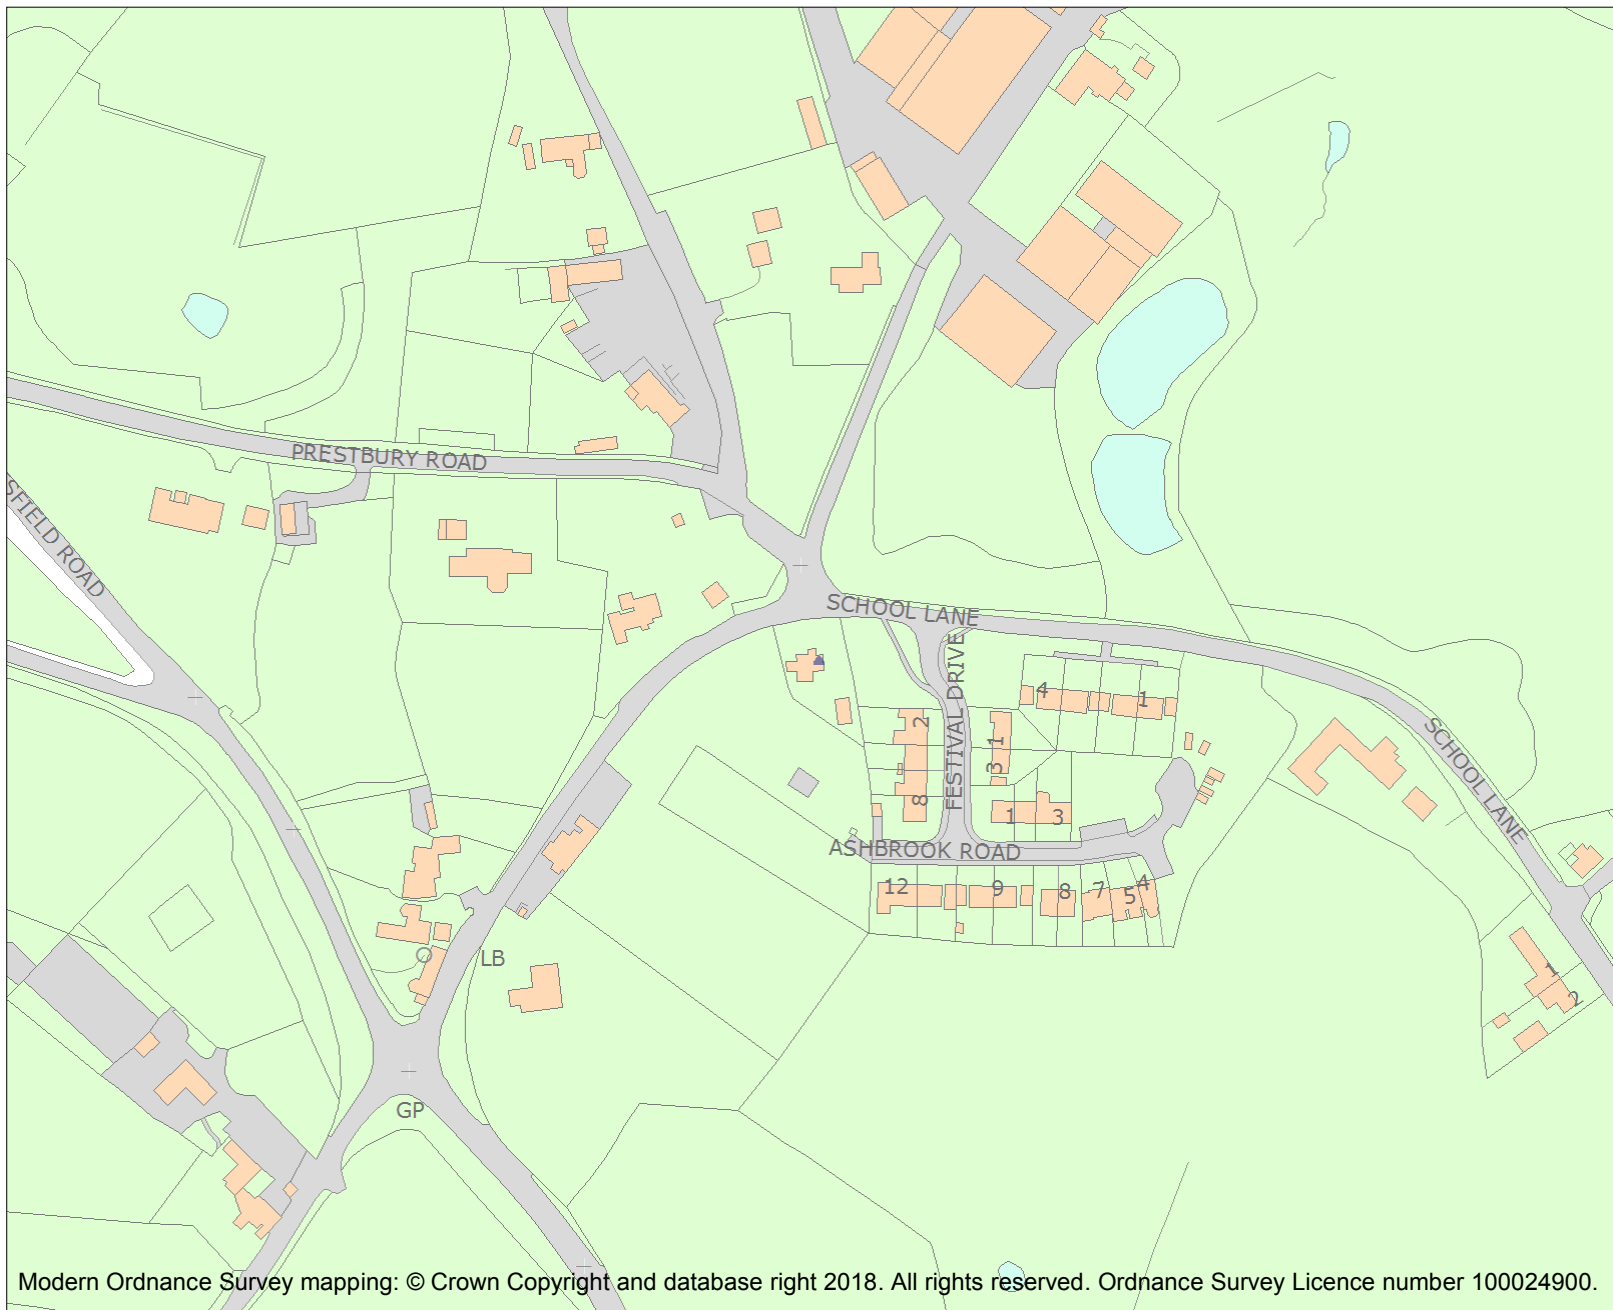 PRESTBURY ROAD
SFIELD ROAD
SCHOOL LANE
FESTIVAL DRIVE
4
1
2
1
3
8
1
3
SCHOOL LANE
ASHBROOK ROAD
12
9
8
7
5
4
LB
1
2
GP
Modern Ordnance Survey mapping: © Crown Copyright and database right 2018. All rights reserved. Ordnance Survey Licence number 100024900.